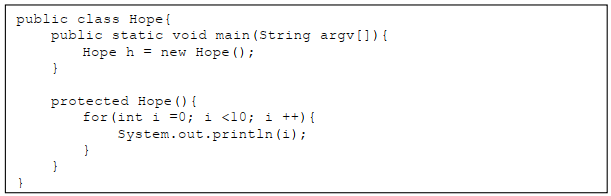 public class Hope{
    public static void main(String argv[]){
        Hope h = new Hope();
    }

    protected Hope(){
        for(int i =0; i <10; i ++){
            System.out.println(i);
        }
    }
}